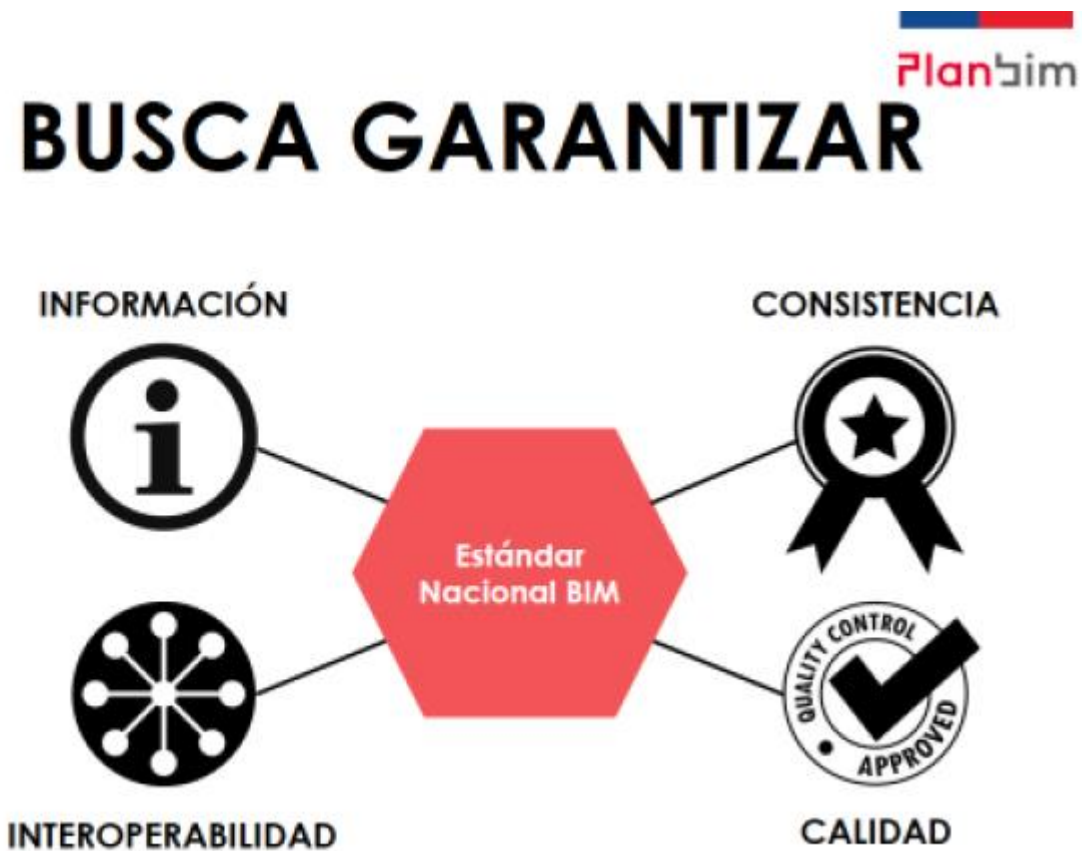 Planbim
BUSCA GARANTIZAR
INFORMACIÓN
CONSISTENCIA
i
Estándar
Nacional BIM
QUALITY CONTROL
APPROVED
INTEROPERABILIDAD
CALIDAD